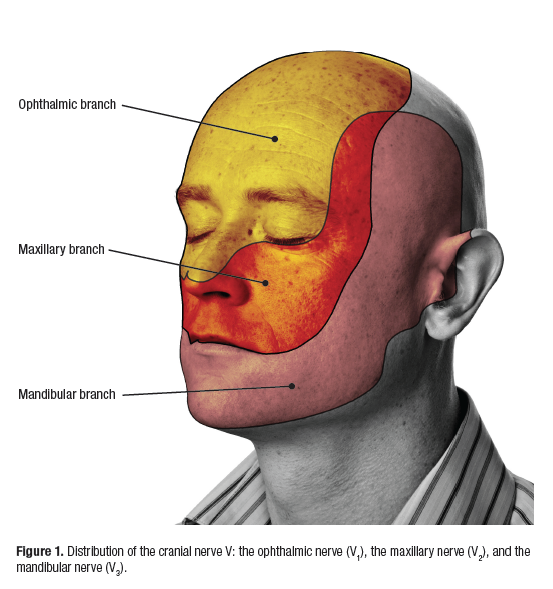 Ophthalmic branch
Maxillary branch
Mandibular branch
Figure 1. Distribution of the cranial nerve V: the ophthalmic nerve (V1), the maxillary nerve (V2), and the
mandibular nerve (V3).